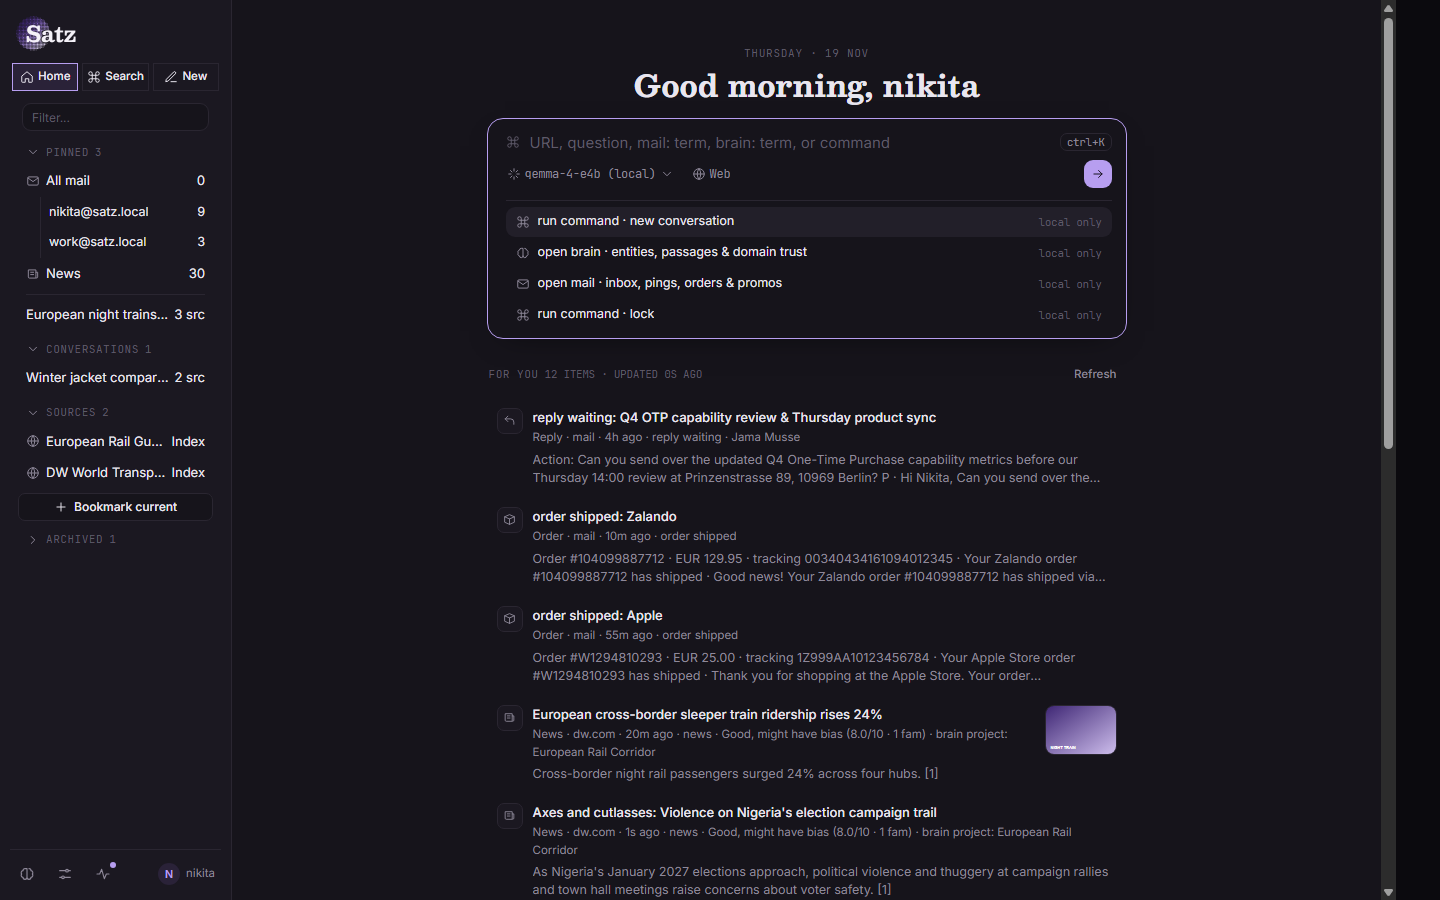 Satz
Home Search New
Filter...
PINNED 3
All mail 0
nikita@satz.local 9
work@satz.local 3
News 30
European night trains... 3 src
CONVERSATIONS 1
Winter jacket compar... 2 src
SOURCES 2
European Rail Gu... Index
DW World Transp... Index
+ Bookmark current
ARCHIVED 1
N nikita
THURSDAY · 19 NOV
Good morning, nikita
URL, question, mail: term, brain: term, or command ctrl+K
gemma-4-e4b (local) Web
run command · new conversation local only
open brain · entities, passages & domain trust local only
open mail · inbox, pings, orders & promos local only
run command · lock local only
FOR YOU 12 ITEMS · UPDATED 0S AGO Refresh
reply waiting: Q4 OTP capability review & Thursday product sync
Reply · mail · 4h ago · reply waiting · Jama Musse
Action: Can you send over the updated Q4 One-Time Purchase capability metrics before our
Thursday 14:00 review at Prinzenstrasse 89, 10969 Berlin? P · Hi Nikita, Can you send over the...
order shipped: Zalando
Order · mail · 10m ago · order shipped
Order #104099887712 · EUR 129.95 · tracking 00340434161094012345 · Your Zalando order
#104099887712 has shipped · Good news! Your Zalando order #104099887712 has shipped via...
order shipped: Apple
Order · mail · 55m ago · order shipped
Order #W1294810293 · EUR 25.00 · tracking 1Z999AA10123456784 · Your Apple Store order
#W1294810293 has shipped · Thank you for shopping at the Apple Store. Your order...
European cross-border sleeper train ridership rises 24%
News · dw.com · 20m ago · news · Good, might have bias (8.0/10 · 1 fam) · brain project:
European Rail Corridor
Cross-border night rail passengers surged 24% across four hubs. [1]
NIGHT TRAIN
Axes and cutlasses: Violence on Nigeria's election campaign trail
News · dw.com · 1s ago · news · Good, might have bias (8.0/10 · 1 fam) · brain project: European Rail
Corridor
As Nigeria's January 2027 elections approach, political violence and thuggery at campaign rallies
and town hall meetings raise concerns about voter safety. [1]